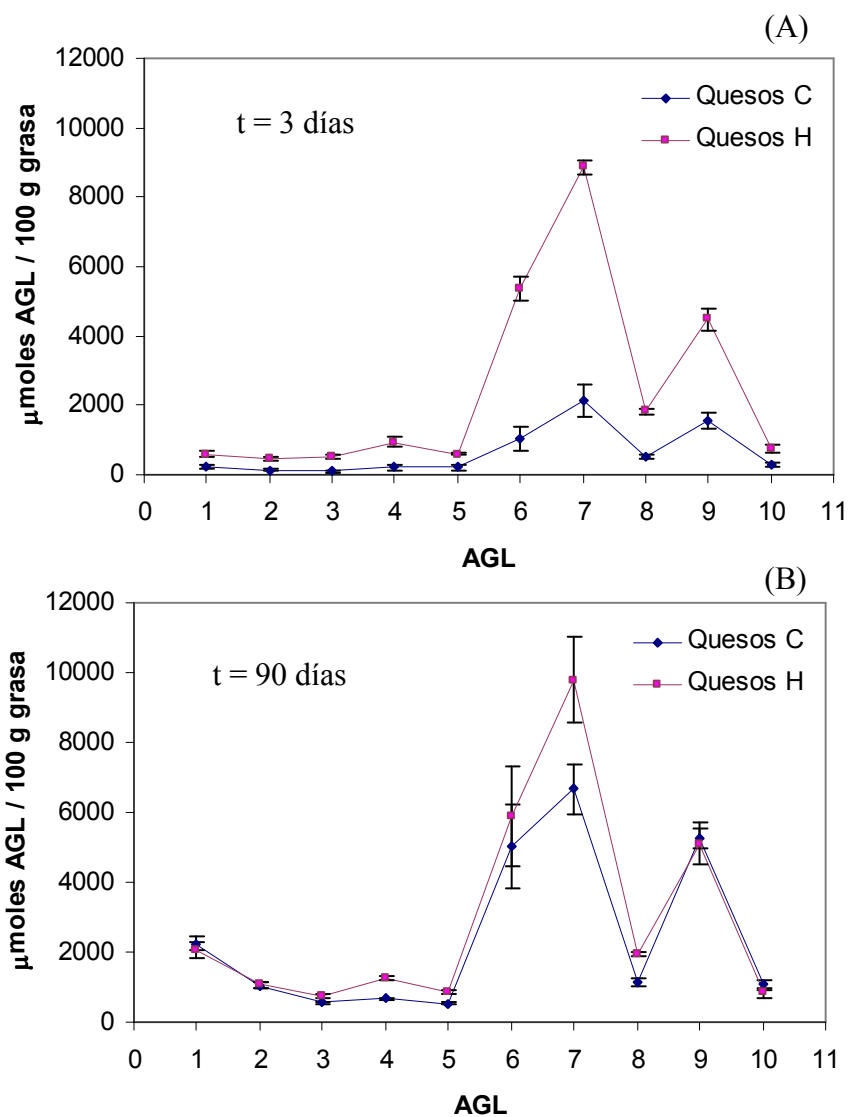 (A)
12000
10000
8000
6000
4000
2000
0
μmoles AGL / 100 g grasa
t = 3 días
Quesos C
Quesos H
0 1 2 3 4 5 6 7 8 9 10 11
AGL
(B)
12000
10000
8000
6000
4000
2000
0
μmoles AGL / 100 g grasa
t = 90 días
Quesos C
Quesos H
0 1 2 3 4 5 6 7 8 9 10 11
AGL